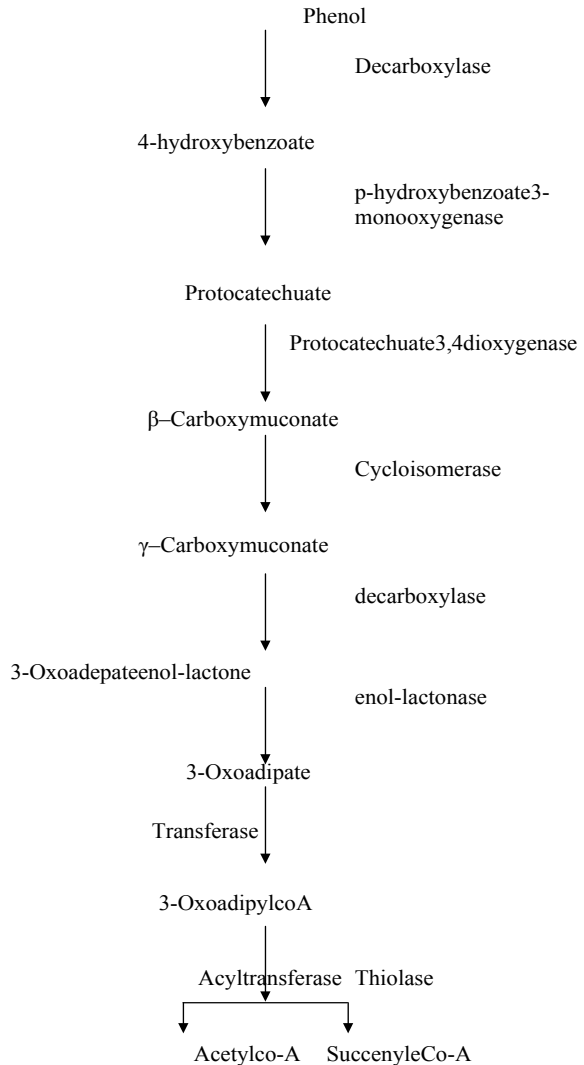 Phenol
Decarboxylase
4-hydroxybenzoate
p-hydroxybenzoate3-
monooxygenase
Protocatechuate
Protocatechuate3,4dioxygenase
β–Carboxymuconate
Cycloisomerase
γ–Carboxymuconate
decarboxylase
3-Oxoadepateenol-lactone
enol-lactonase
3-Oxoadipate
Transferase
3-OxoadipylcoA
Acyltransferase Thiolase
Acetylco-A SuccenyleCo-A